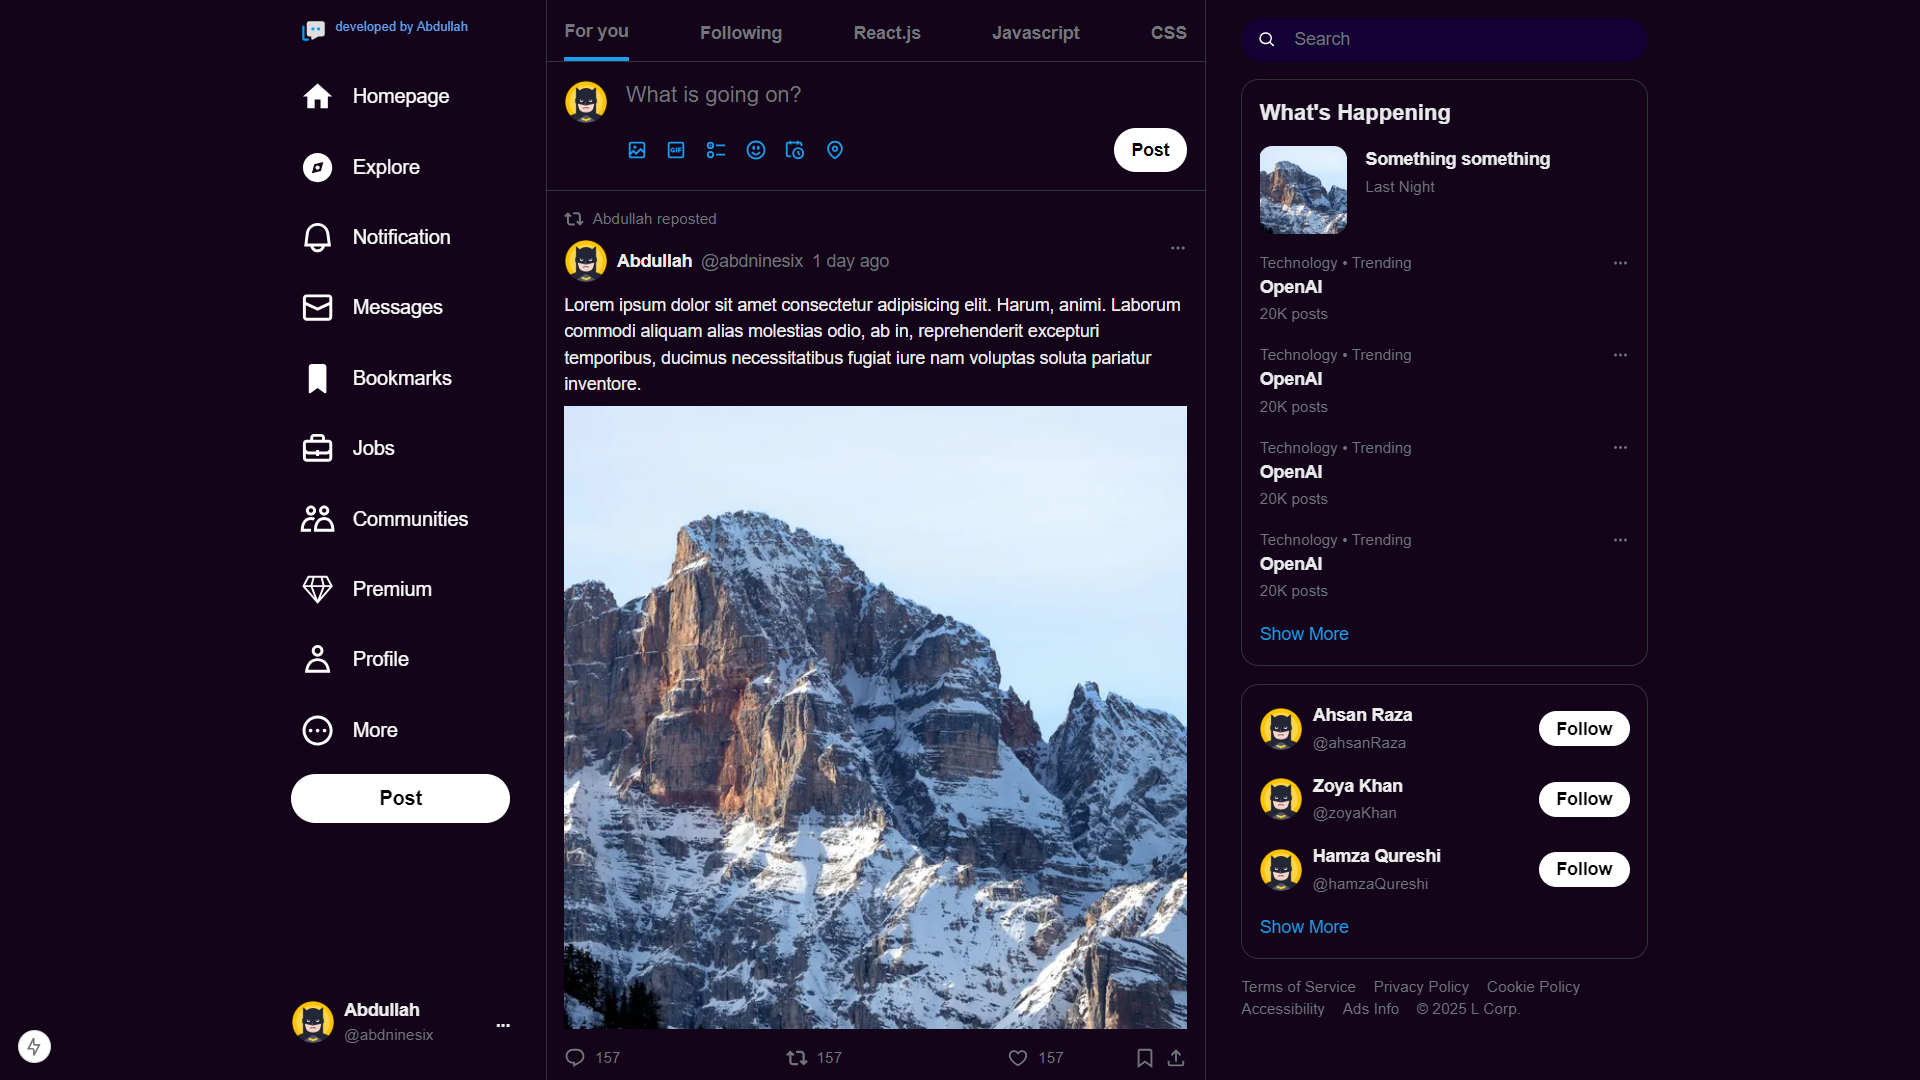 developed by Abdullah
Homepage
Explore
Notification
Messages
Bookmarks
Jobs
Communities
Premium
Profile
More
Post
Abdullah
@abdninesix
For you
Following
React.js
Javascript
CSS
What is going on?
GIF
Post
Abdullah reposted
Abdullah @abdninesix 1 day ago
Lorem ipsum dolor sit amet consectetur adipisicing elit. Harum, animi. Laborum
commodi aliquam alias molestias odio, ab in, reprehenderit excepturi
temporibus, ducimus necessitatibus fugiat iure nam voluptas soluta pariatur
inventore.
157
157
157
Search
What's Happening
Something something
Last Night
Technology • Trending
OpenAI
20K posts
Technology • Trending
OpenAI
20K posts
Technology • Trending
OpenAI
20K posts
Technology • Trending
OpenAI
20K posts
Show More
Ahsan Raza
@ahsanRaza
Follow
Zoya Khan
@zoyaKhan
Follow
Hamza Qureshi
@hamzaQureshi
Follow
Show More
Terms of Service Privacy Policy Cookie Policy
Accessibility Ads Info © 2025 L Corp.